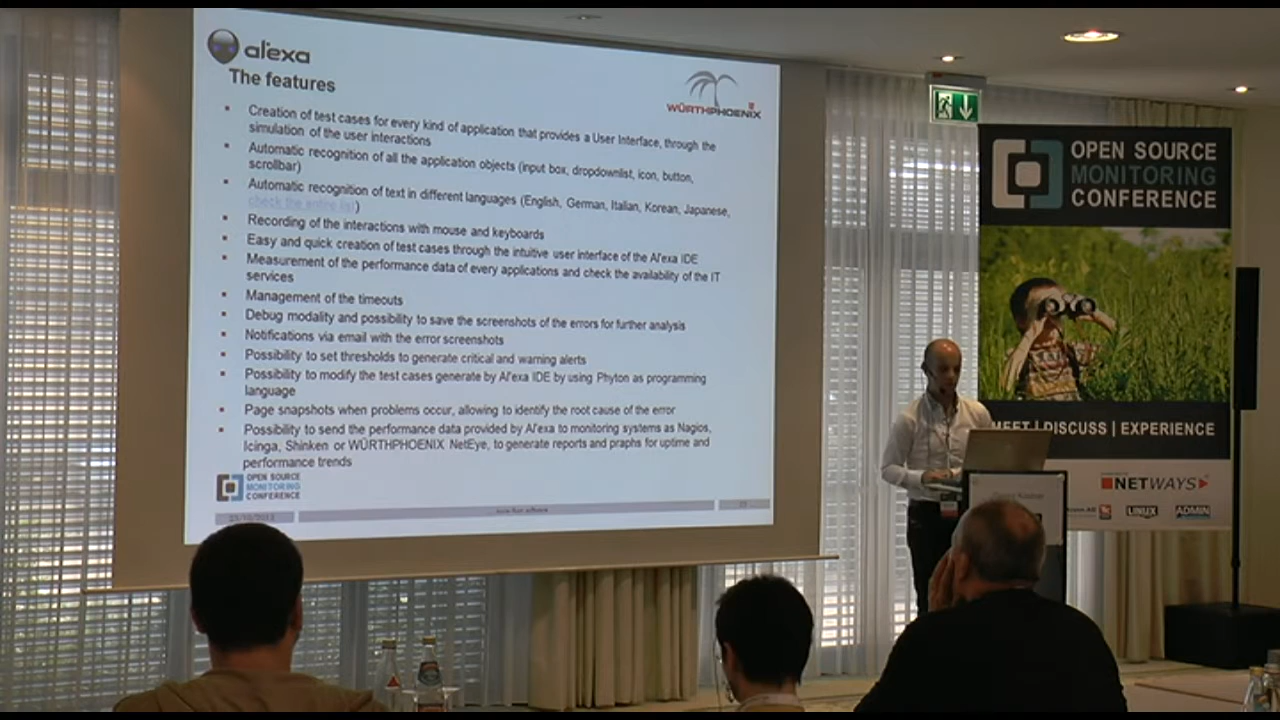 al'exa
The features
WÜRTHPHOENIX
Creation of test cases for every kind of application that provides a User Interface, through the
simulation of the user interactions
Automatic recognition of all the application objects (input box, dropdownlist, icon, button,
scrollbar)
Automatic recognition of text in different languages (English, German, Italian, Korean, Japanese,
check the entire list)
Recording of the interactions with mouse and keyboards
Easy and quick creation of test cases through the intuitive user interface of the Al'exa IDE
Measurement of the performance data of every applications and check the availability of the IT
services
Management of the timeouts
Debug modality and possibility to save the screenshots of the errors for further analysis
Notifications via email with the error screenshots
Possibility to set thresholds to generate critical and warning alerts
Possibility to modify the test cases generate by Al'exa IDE by using Phyton as programming
language
Page snapshots when problems occur, allowing to identify the root cause of the error
Possibility to send the performance data provided by Al'exa to monitoring systems as Nagios,
Icinga, Shinken or WÜRTHPHOENIX NetEye, to generate reports and praphs for uptime and
performance trends
OPEN SOURCE
MONITORING
CONFERENCE
OPEN SOURCE
MONITORING
CONFERENCE
MEET | DISCUSS | EXPERIENCE
NETWAYS
LINUX
ADMIN